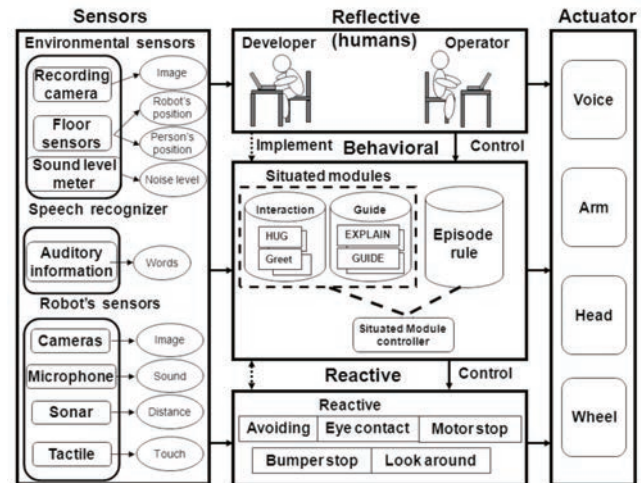 Sensors
Environmental sensors
Recording
camera
Image
Floor
sensors
Robot's
position
Person's
position
Sound level
meter
Noise level
Speech recognizer
Auditory
information
Words
Robot's sensors
Cameras
Image
Microphone
Sound
Sonar
Distance
Tactile
Touch
Reflective
(humans)
Developer
Operator
Implement
Behavioral
Control
Situated modules
Interaction
HUG
Greet
Guide
EXPLAIN
GUIDE
Episode
rule
Situated Module
controller
Reactive
Control
Reactive
Avoiding
Eye contact
Motor stop
Bumper stop
Look around
Actuator
Voice
Arm
Head
Wheel